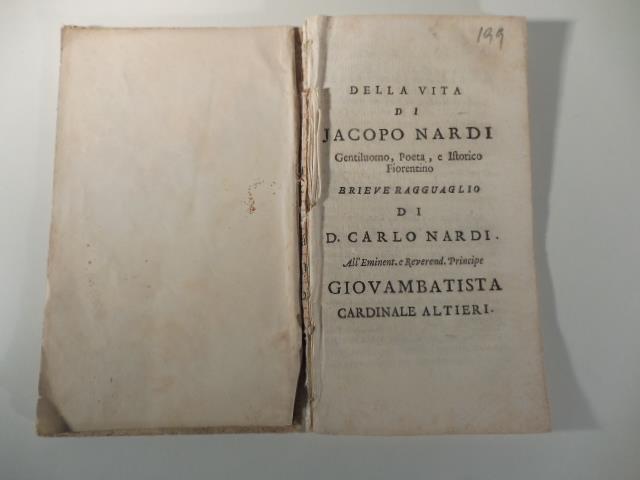 199
DELLA VITA
DI
JACOPO NARDI
Gentiluomo, Poeta, e Iſtorico
Fiorentino
BRIEVE RAGGUAGLIO
DI
D. CARLO NARDI.
All'Eminent. e Reverend. Principe
GIOVAMBATISTA
CARDINALE ALTIERI.